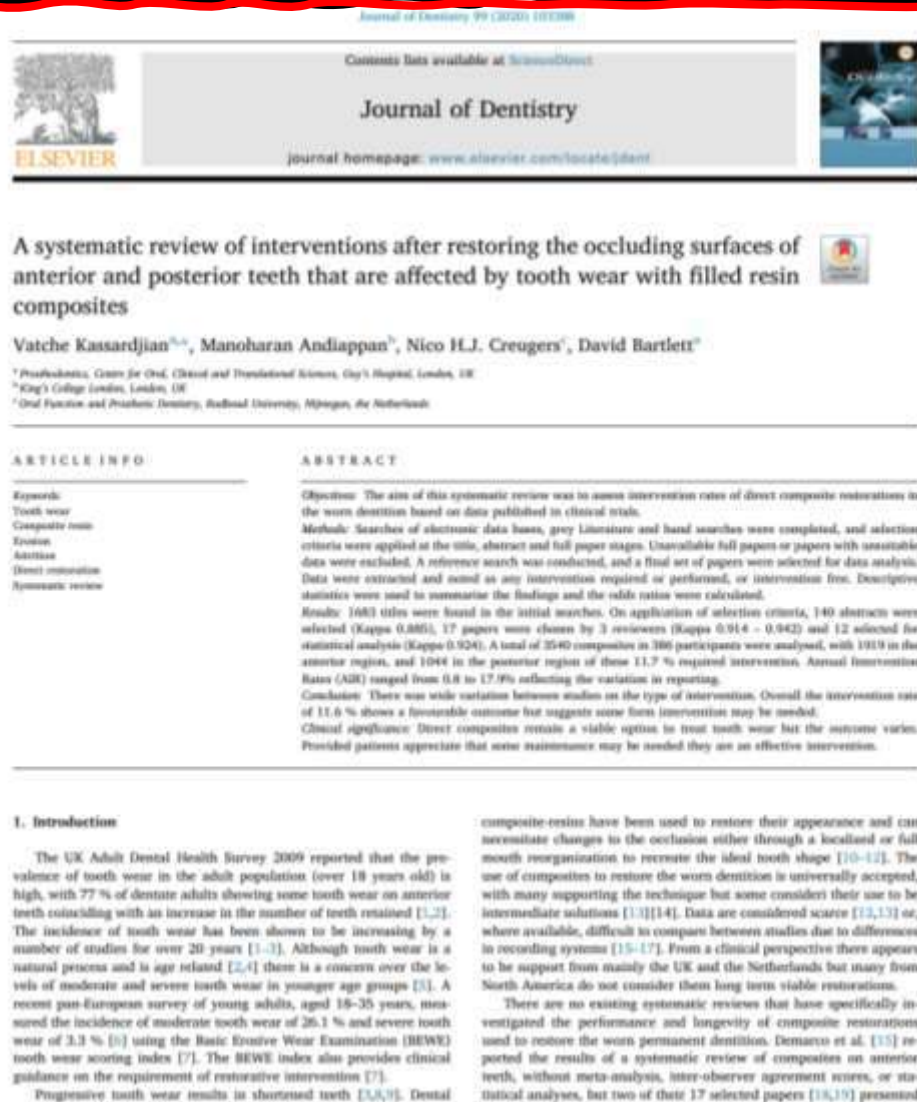 Journal of Dentistry 99 (2020) 103388
Contents lists available at ScienceDirect
Journal of Dentistry
journal homepage: www.elsevier.com/locate/jdent
ELSEVIER
A systematic review of interventions after restoring the occluding surfaces of
anterior and posterior teeth that are affected by tooth wear with filled resin
composites
Vatche Kassardjian, Manoharan Andiappan, Nico H.J. Creugers, David Bartlett
Prosthodontics, Centre for Oral, Clinical and Translational Sciences, Guy's Hospital, London, UK
King's College London, London, UK
Oral Function and Prosthetic Dentistry, Radboud University, Nijmegen, the Netherlands
ARTICLE INFO
Keywords:
Tooth wear
Composite resin
Erosion
Attrition
Direct restoration
Systematic review
ABSTRACT
Objectives: The aim of this systematic review was to assess intervention rates of direct composite restorations in
the worn dentition based on data published in clinical trials.
Methods: Searches of electronic data bases, grey Literature and hand searches were completed, and selection
criteria were applied at the title, abstract and full paper stages. Unavailable full papers or papers with unsuitable
data were excluded. A reference search was conducted, and a final set of papers were selected for data analysis.
Data were extracted and noted as any intervention required or performed, or intervention free. Descriptive
statistics were used to summarise the findings and the odds ratios were calculated.
Results: 1683 titles were found in the initial searches. On application of selection criteria, 140 abstracts were
selected (Kappa 0.885), 17 papers were chosen by 3 reviewers (Kappa 0.914 – 0.942) and 12 selected for
statistical analysis (Kappa 0.924). A total of 3540 composites in 386 participants were analysed, with 1919 in the
anterior region, and 1044 in the posterior region of these 11.7 % required intervention. Annual Intervention
Rates (AIR) ranged from 0.8 to 17.9% reflecting the variation in reporting.
Conclusion: There was wide variation between studies on the type of intervention. Overall the intervention rate
of 11.6 % shows a favourable outcome but suggests some form intervention may be needed.
Clinical significance: Direct composites remain a viable option to treat tooth wear but the outcome varies.
Provided patients appreciate that some maintenance may be needed they are an effective intervention.
1. Introduction
The UK Adult Dental Health Survey 2009 reported that the pre-
valence of tooth wear in the adult population (over 18 years old) is
high, with 77 % of dentate adults showing some tooth wear on anterior
teeth coinciding with an increase in the number of teeth retained [1,2].
The incidence of tooth wear has been shown to be increasing by a
number of studies for over 20 years [1–3]. Although tooth wear is a
natural process and is age related [2,4] there is a concern over the le-
vels of moderate and severe tooth wear in younger age groups [5]. A
recent pan-European survey of young adults, aged 18–35 years, mea-
sured the incidence of moderate tooth wear of 26.1 % and severe tooth
wear of 3.3 % [6] using the Basic Erosive Wear Examination (BEWE)
tooth wear scoring index [7]. The BEWE index also provides clinical
guidance on the requirement of restorative intervention [7].
Progressive tooth wear results in shortened teeth [3,8,9]. Dental
composite-resins have been used to restore their appearance and can
necessitate changes to the occlusion either through a localised or full
mouth reorganization to recreate the ideal tooth shape [10–12]. The
use of composites to restore the worn dentition is universally accepted,
with many supporting the technique but some consideri their use to be
intermediate solutions [13][14]. Data are considered scarce [12,13] or,
where available, difficult to compare between studies due to differences
in recording systems [15–17]. From a clinical perspective there appears
to be support from mainly the UK and the Netherlands but many from
North America do not consider them long term viable restorations.
There are no existing systematic reviews that have specifically in-
vestigated the performance and longevity of composite restorations
used to restore the worn permanent dentition. Demarco et al. [15] re-
ported the results of a systematic review of composites on anterior
teeth, without meta-analysis, inter-observer agreement scores, or sta-
tistical analyses, but two of their 17 selected papers [18,19] presented